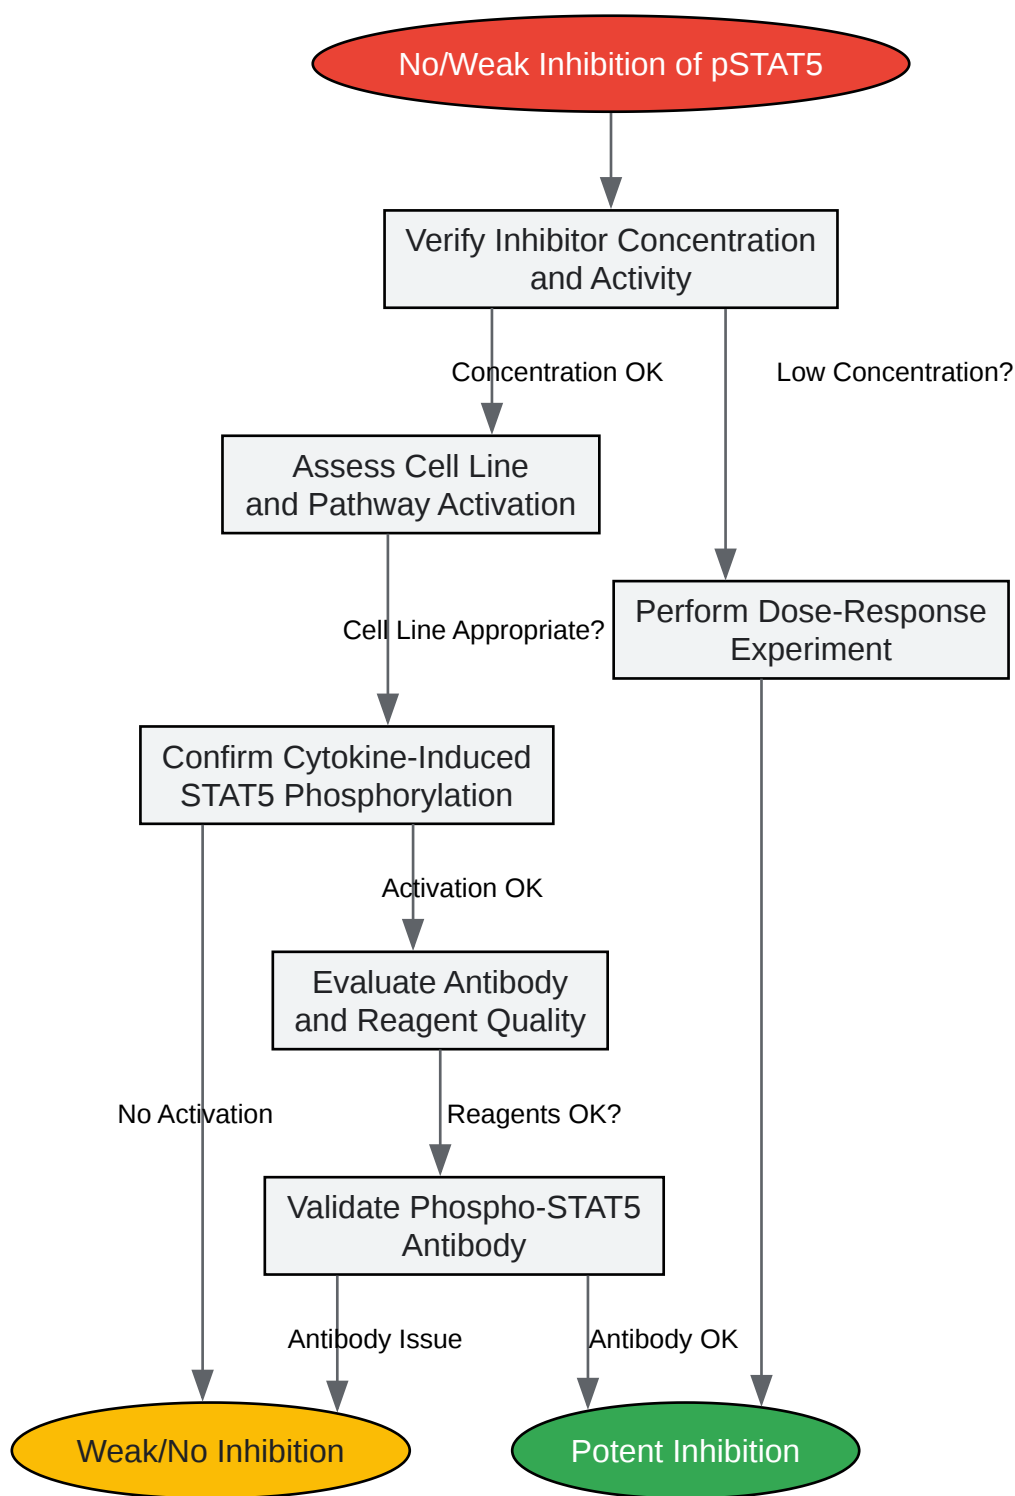 No/Weak Inhibition of pSTAT5
Verify Inhibitor Concentration
and Activity
Concentration OK
Low Concentration?
Assess Cell Line
and Pathway Activation
Perform Dose-Response
Experiment
Cell Line Appropriate?
Confirm Cytokine-Induced
STAT5 Phosphorylation
Activation OK
Evaluate Antibody
and Reagent Quality
No Activation
Reagents OK?
Validate Phospho-STAT5
Antibody
Antibody Issue
Antibody OK
Weak/No Inhibition
Potent Inhibition